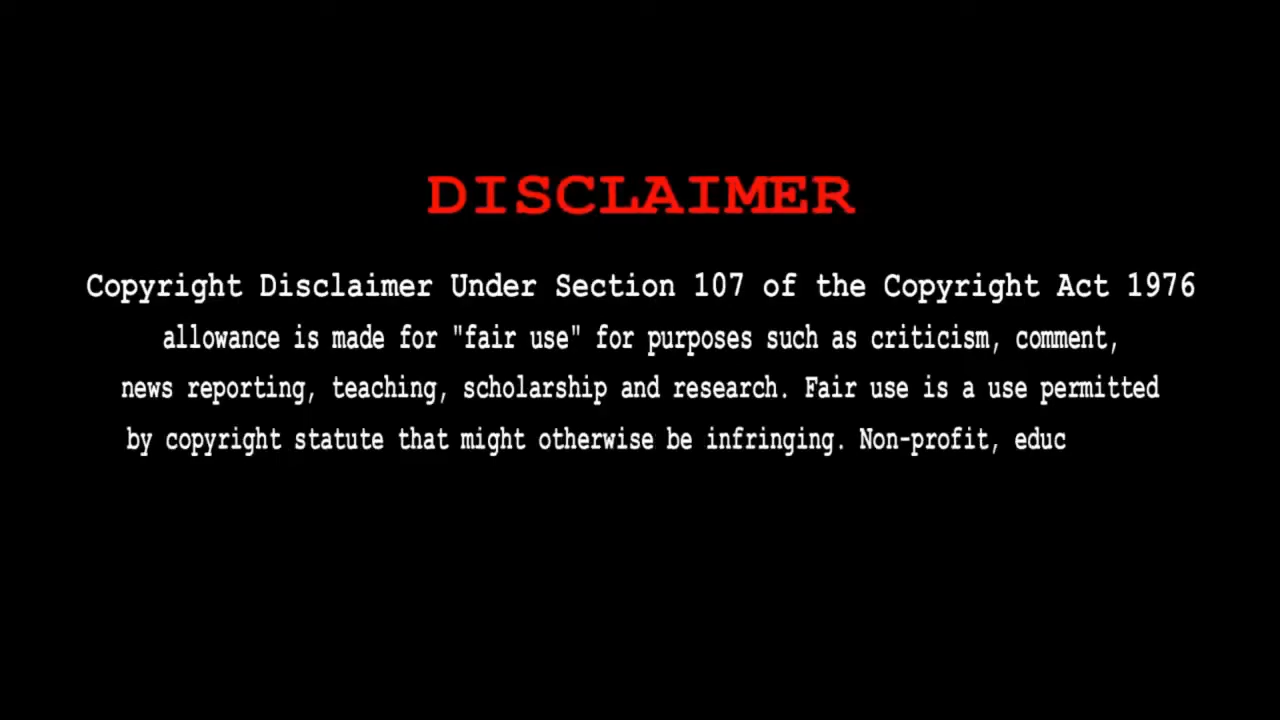 DISCLAIMER
Copyright Disclaimer Under Section 107 of the Copyright Act 1976
allowance is made for "fair use" for purposes such as criticism, comment,
news reporting, teaching, scholarship and research. Fair use is a use permitted
by copyright statute that might otherwise be infringing. Non-profit, educ